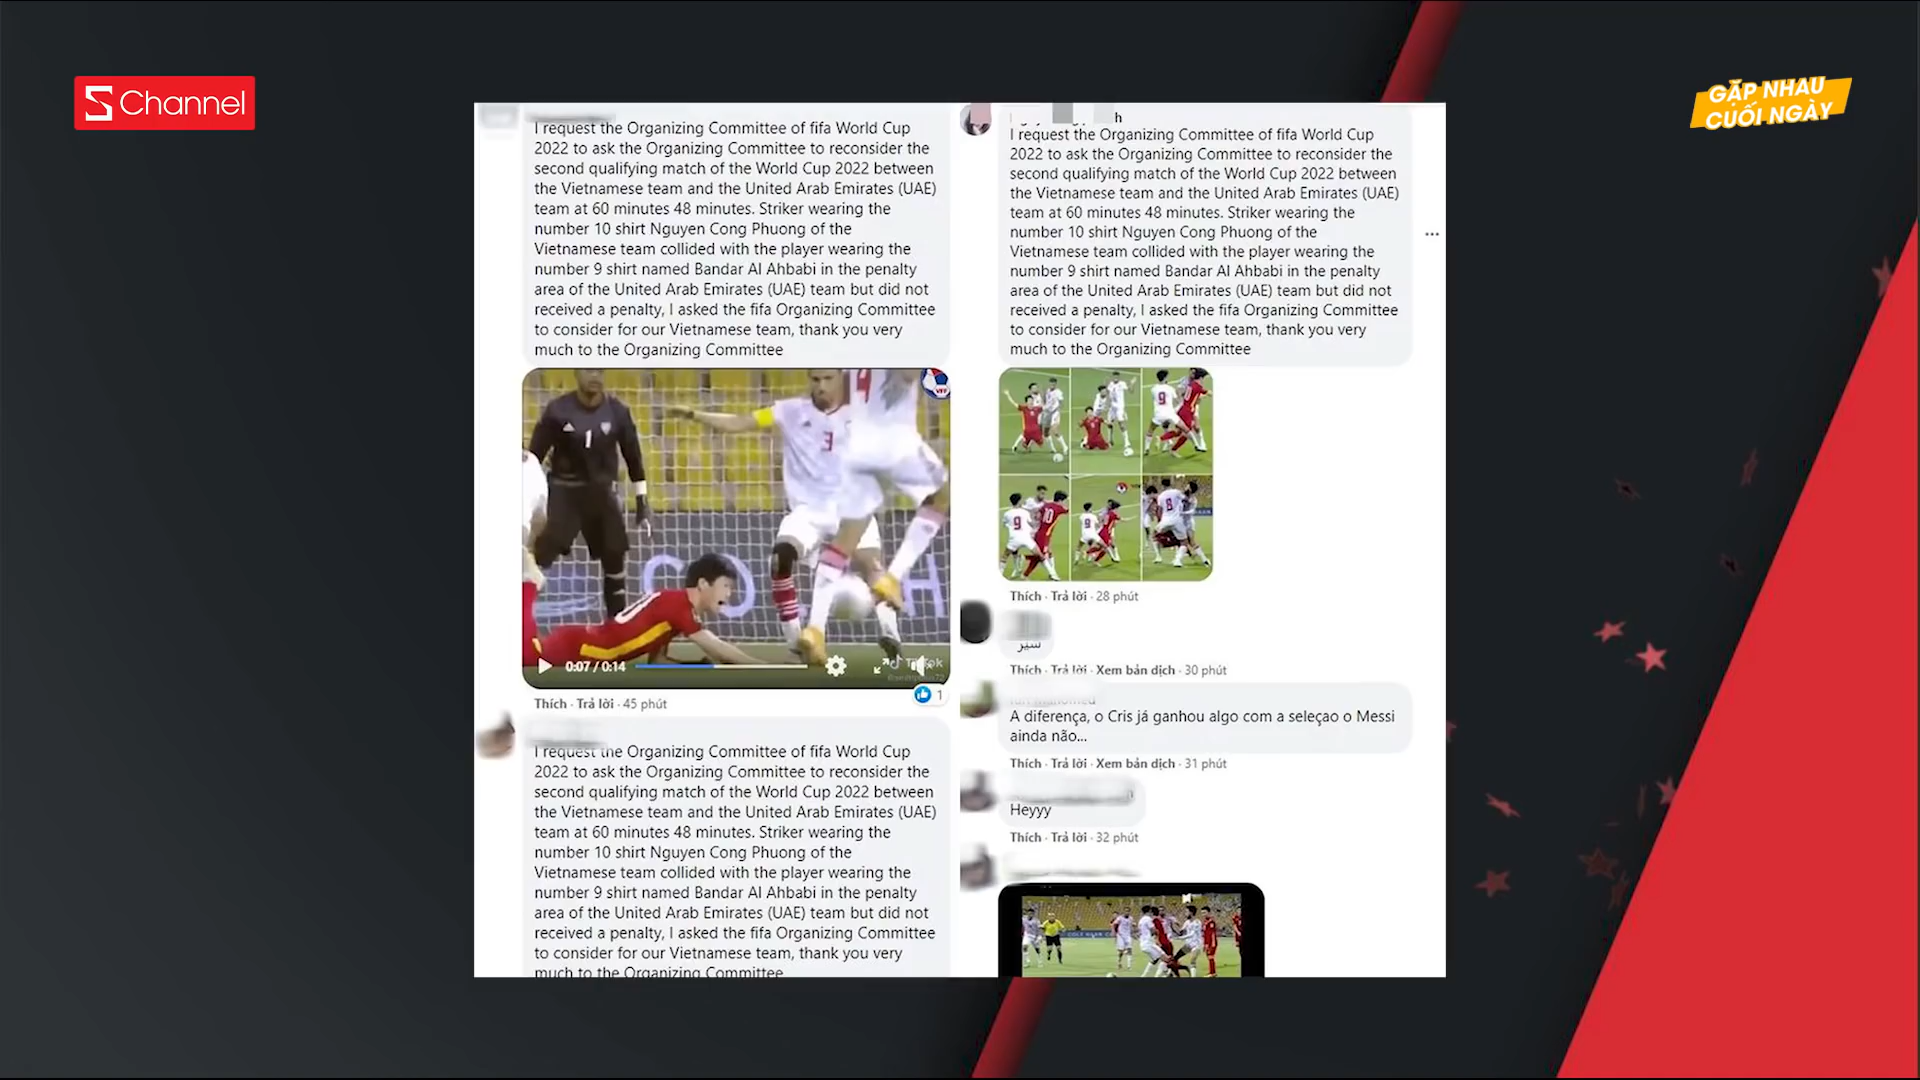 S Channel
GẶP NHAU
CUỐI NGÀY
I request the Organizing Committee of fifa World Cup
2022 to ask the Organizing Committee to reconsider the
second qualifying match of the World Cup 2022 between
the Vietnamese team and the United Arab Emirates (UAE)
team at 60 minutes 48 minutes. Striker wearing the
number 10 shirt Nguyen Cong Phuong of the
Vietnamese team collided with the player wearing the
number 9 shirt named Bandar Al Ahbabi in the penalty
area of the United Arab Emirates (UAE) team but did not
received a penalty, I asked the fifa Organizing Committee
to consider for our Vietnamese team, thank you very
much to the Organizing Committee
VFF
1
3
9
10
0:07 / 0:14
TikTok
1
Thích · Trả lời · 45 phút
I request the Organizing Committee of fifa World Cup
2022 to ask the Organizing Committee to reconsider the
second qualifying match of the World Cup 2022 between
the Vietnamese team and the United Arab Emirates (UAE)
team at 60 minutes 48 minutes. Striker wearing the
number 10 shirt Nguyen Cong Phuong of the
Vietnamese team collided with the player wearing the
number 9 shirt named Bandar Al Ahbabi in the penalty
area of the United Arab Emirates (UAE) team but did not
received a penalty, I asked the fifa Organizing Committee
to consider for our Vietnamese team, thank you very
much to the Organizing Committee
I request the Organizing Committee of fifa World Cup
2022 to ask the Organizing Committee to reconsider the
second qualifying match of the World Cup 2022 between
the Vietnamese team and the United Arab Emirates (UAE)
team at 60 minutes 48 minutes. Striker wearing the
number 10 shirt Nguyen Cong Phuong of the
Vietnamese team collided with the player wearing the
number 9 shirt named Bandar Al Ahbabi in the penalty
area of the United Arab Emirates (UAE) team but did not
received a penalty, I asked the fifa Organizing Committee
to consider for our Vietnamese team, thank you very
much to the Organizing Committee
9
9
10
9
8
Thích · Trả lời · 28 phút
سير
Thích · Trả lời · Xem bản dịch · 30 phút
A diferença, o Cris já ganhou algo com a seleçao o Messi
ainda não...
Thích · Trả lời · Xem bản dịch · 31 phút
Heyyy
Thích · Trả lời · 32 phút